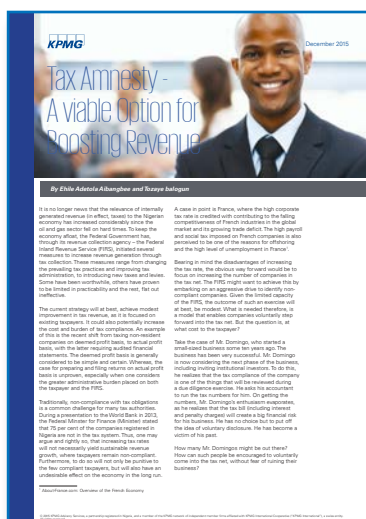 KPMG
December 2015
Tax Amnesty -
A viable Option for
Boosting Revenue
By Ehile Adetola Aibangbee and Tozaye balogun
It is no longer news that the relevance of internally
generated revenue (in effect, taxes) to the Nigerian
economy has increased considerably since the
oil and gas sector fell on hard times. To keep the
economy afloat, the Federal Government has,
through its revenue collection agency – the Federal
Inland Revenue Service (FIRS), initiated several
measures to increase revenue generation through
tax collection. These measures range from changing
the prevailing tax practices and improving tax
administration, to introducing new taxes and levies.
Some have been worthwhile, others have proven
to be limited in practicability and the rest, flat out
ineffective.
The current strategy will at best, achieve modest
improvement in revenue, as it is focused on
existing taxpayers. It could also potentially increase
the cost and burden of tax compliance. An example
of this is the recent shift from taxing non-resident
companies on deemed profit basis, to actual profit
basis, with the latter requiring audited financial
statements. The deemed profit basis is generally
considered to be simple and certain. Whereas, the
case for preparing and filing returns on actual profit
basis is unproven, especially when one considers
the greater administrative burden placed on both
the taxpayer and the FIRS.
Traditionally, non-compliance with tax obligations
is a common challenge for many tax authorities.
During a presentation to the World Bank in 2013,
the Federal Minister for Finance (Minister) stated
that 75 per cent of the companies registered in
Nigeria are not in the tax system. Thus, one may
argue and rightly so, that increasing tax rates
will not necessarily yield sustainable revenue
growth, where taxpayers remain non-compliant.
Furthermore, to do so will not only be punitive to
the few compliant taxpayers, but will also have an
undesirable effect on the economy in the long run.
A case in point is France, where the high corporate
tax rate is credited with contributing to the falling
competitiveness of French industries in the global
market and its growing trade deficit. The high payroll
and social tax imposed on French companies is also
perceived to be one of the reasons for offshoring
and the high level of unemployment in France¹.
Bearing in mind the disadvantages of increasing
the tax rate, the obvious way forward would be to
focus on increasing the number of companies in
the tax net. The FIRS might want to achieve this by
embarking on an aggressive drive to identify non-
compliant companies. Given the limited capacity
of the FIRS, the outcome of such an exercise will
at best, be modest. What is needed therefore, is
a model that enables companies voluntarily step
forward into the tax net. But the question is, at
what cost to the taxpayer?
Take the case of Mr. Domingo, who started a
small-sized business some ten years ago. The
business has been very successful. Mr. Domingo
is now considering the next phase of the business,
including inviting institutional investors. To do this,
he realizes that the tax compliance of the company
is one of the things that will be reviewed during
a due diligence exercise. He asks his accountant
to run the tax numbers for him. On getting the
numbers, Mr. Domingo's enthusiasm evaporates,
as he realizes that the tax bill (including interest
and penalty charges) will create a big financial risk
for his business. He has no choice but to put off
the idea of voluntary disclosure. He has become a
victim of his past.
How many Mr. Domingos might be out there?
How can such people be encouraged to voluntarily
come into the tax net, without fear of ruining their
business?
¹ About-France.com: Overview of the French Economy